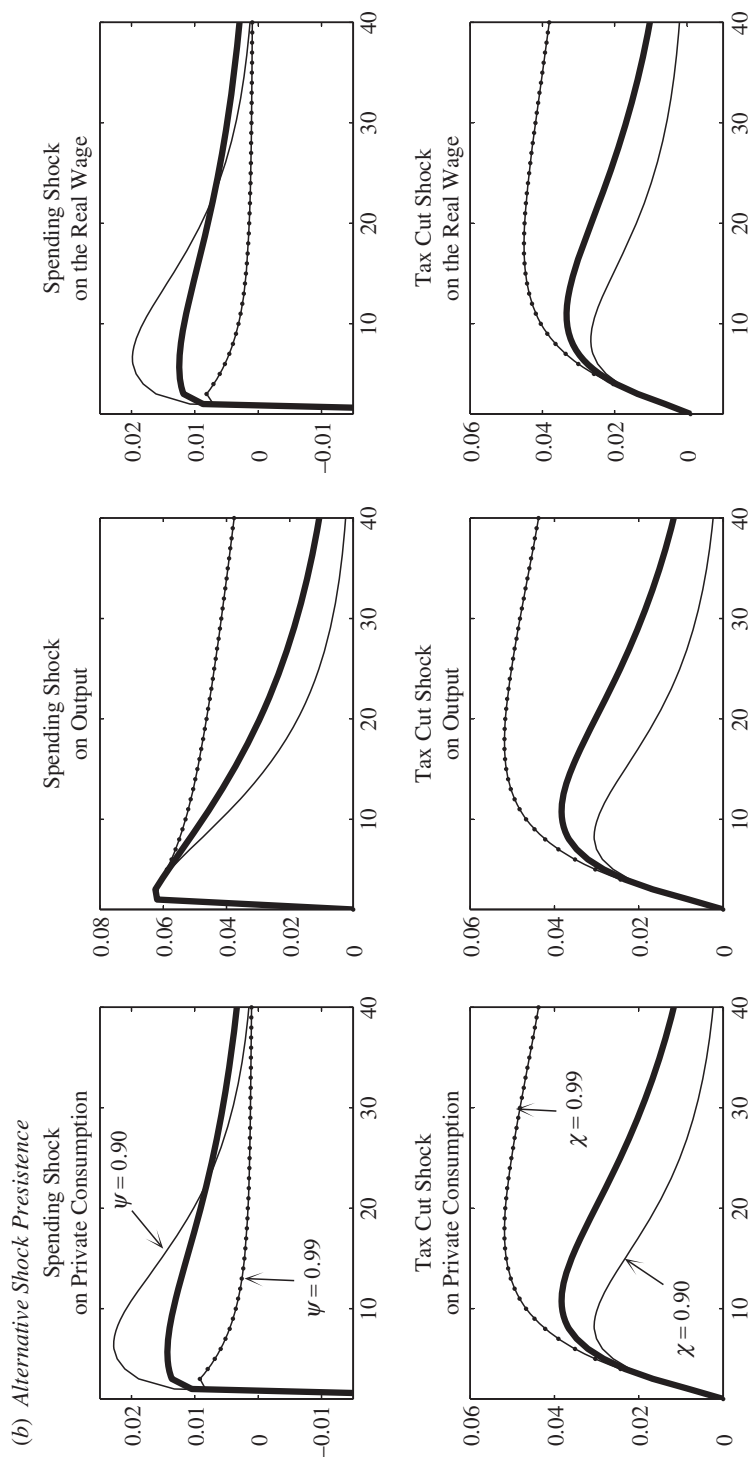 (b) Alternative Shock Presistence
Spending Shock
on Private Consumption
0.02
0.01
0
−0.01
ψ = 0.90
ψ = 0.99
10
20
30
40
Spending Shock
on Output
0.08
0.06
0.04
0.02
0
10
20
30
40
Spending Shock
on the Real Wage
0.02
0.01
0
−0.01
10
20
30
40
Tax Cut Shock
on Private Consumption
0.06
0.04
0.02
0
χ = 0.99
χ = 0.90
10
20
30
40
Tax Cut Shock
on Output
0.06
0.04
0.02
0
10
20
30
40
Tax Cut Shock
on the Real Wage
0.06
0.04
0.02
0
10
20
30
40